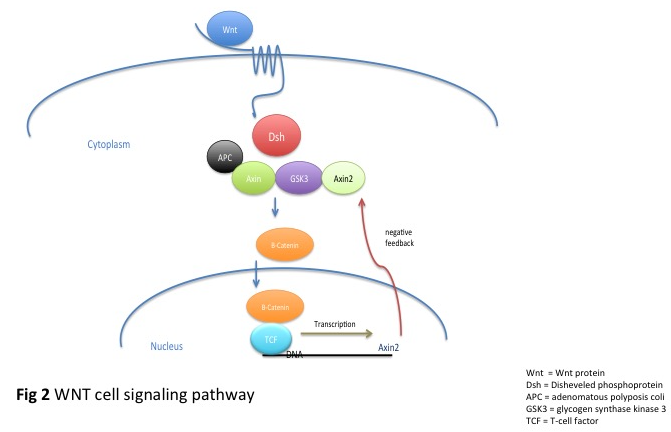 Wnt
Cytoplasm
Dsh
APC
Axin
GSK3
Axin2
negative
feedback
B-Catenin
B-Catenin
Transcription
TCF
Nucleus
DNA
Axin2
Fig 2 WNT cell signaling pathway
Wnt = Wnt protein
Dsh = Disheveled phosphoprotein
APC = adenomatous polyposis coli
GSK3 = glycogen synthase kinase 3
TCF = T-cell factor